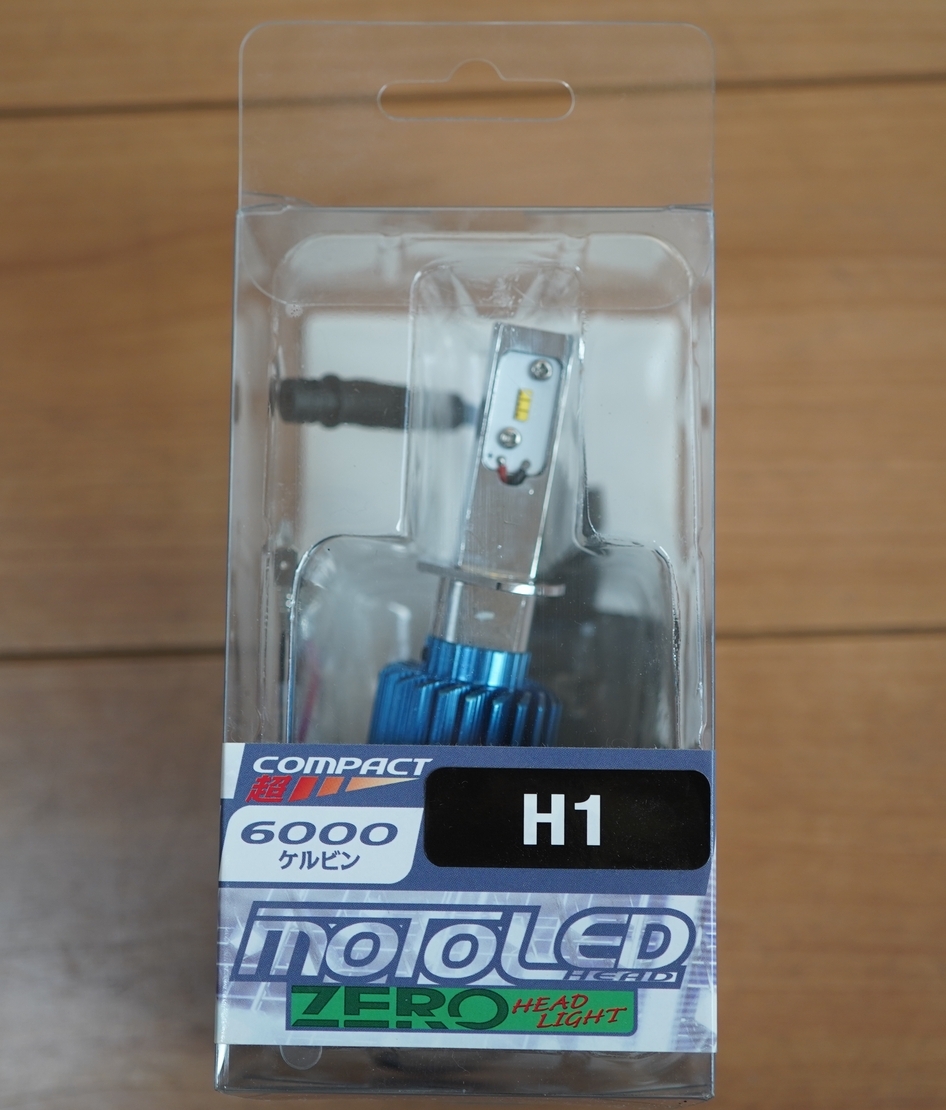 COMPACT
超
H1
6000
ケルビン
MOTOLED
HEAD
ZERO HEAD
LIGHT